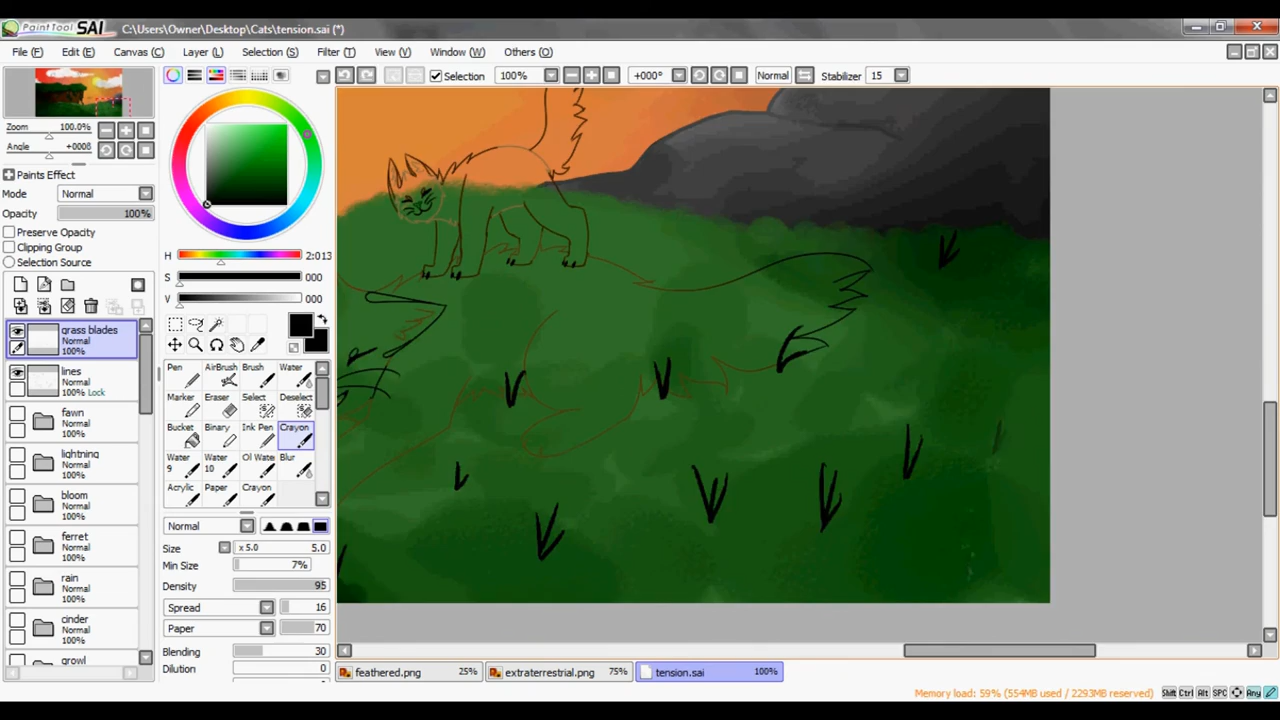 PaintTool SAI C:\Users\Owner\Desktop\Cats\tension.sai (*)
File (F) Edit (E) Canvas (C) Layer (L) Selection (S) Filter (T) View (V) Window (W) Others (O)
Selection 100% +000° Normal Stabilizer 15
Zoom 100.0%
Angle +000θ
Paints Effect
Mode Normal
Opacity 100%
Preserve Opacity
Clipping Group
Selection Source
grass blades
Normal
100%
lines
Normal
100% Lock
fawn
Normal
100%
lightning
Normal
100%
bloom
Normal
100%
ferret
Normal
100%
rain
Normal
100%
cinder
Normal
100%
growl
H 2:013
S 000
V 000
Pen AirBrush Brush Water
Marker Eraser Select Deselect
Bucket Binary Ink Pen Crayon
Water 9 Water 10 Ol Water Blur
Acrylic Paper Crayon
Normal
Size x 5.0 5.0
Min Size 7%
Density 95
Spread 16
Paper 70
Blending 30
Dilution 0
feathered.png 25% extraterrestrial.png 75% tension.sai 100%
Memory load: 59% (554MB used / 2293MB reserved) Shift Ctrl Alt SPC Any